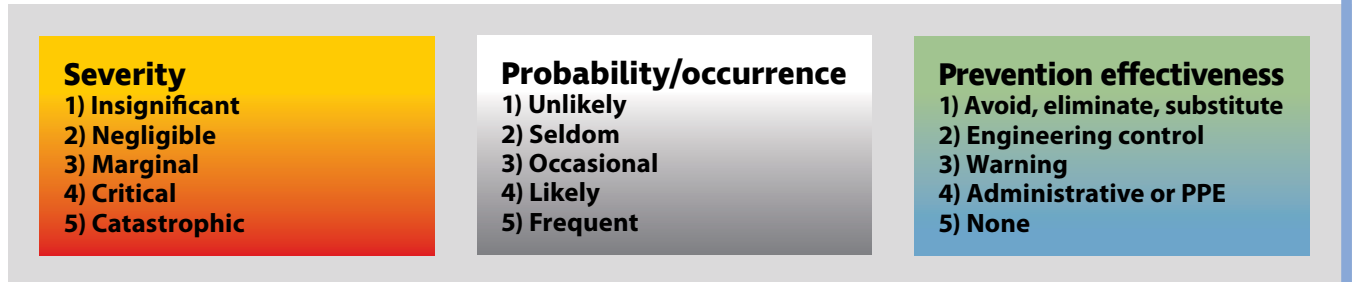 Severity
1) Insignificant
2) Negligible
3) Marginal
4) Critical
5) Catastrophic
Probability/occurrence
1) Unlikely
2) Seldom
3) Occasional
4) Likely
5) Frequent
Prevention effectiveness
1) Avoid, eliminate, substitute
2) Engineering control
3) Warning
4) Administrative or PPE
5) None